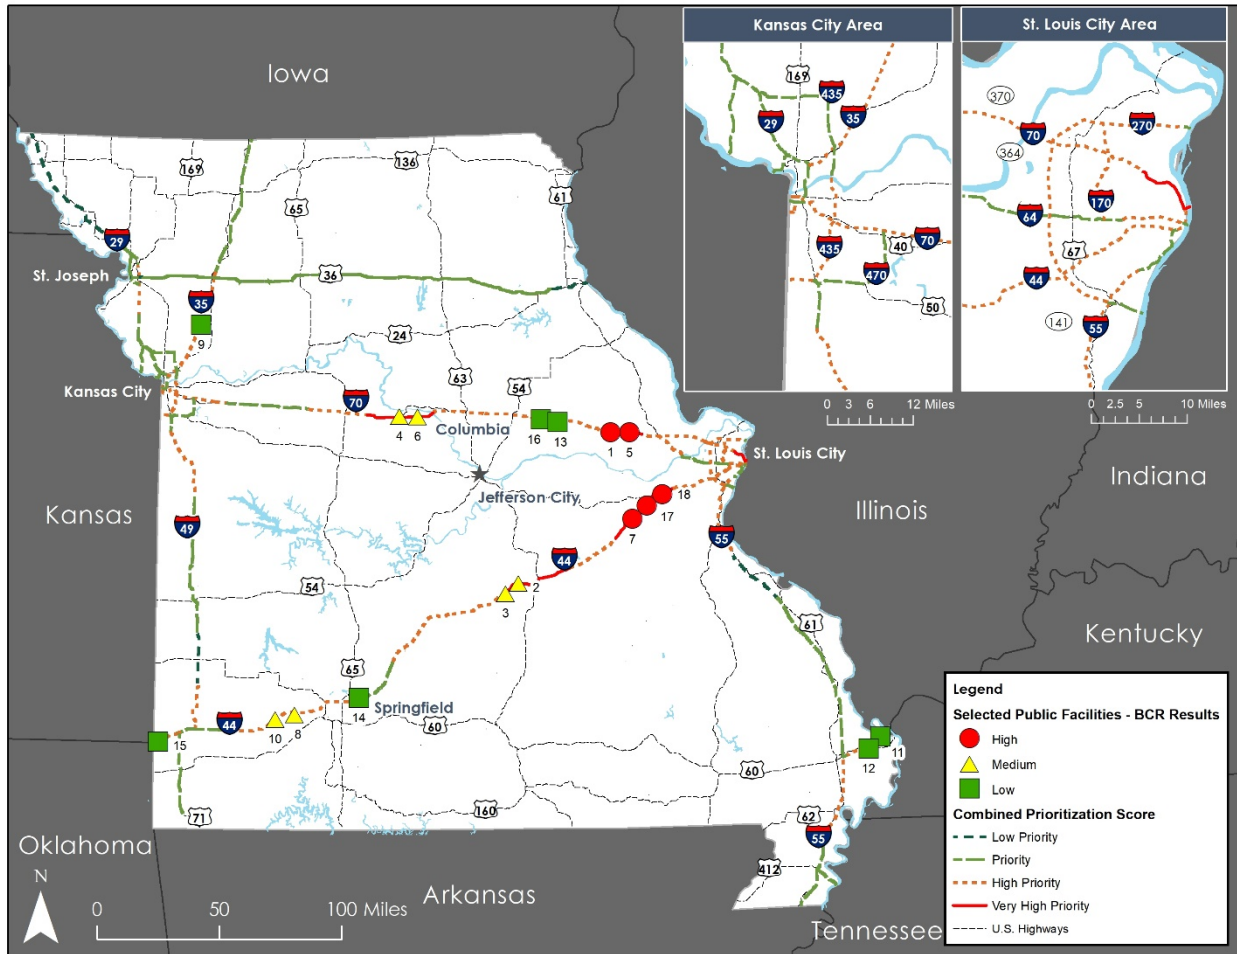 Iowa
Kansas City Area
St. Louis City Area
169
435
29
35
40
70
435
470
50
0 3 6 12 Miles
370
70
270
364
170
64
67
44
141
55
0 2.5 5 10 Miles
169
136
65
61
29
St. Joseph
36
35
9
24
Kansas City
63
54
70
4
6
Columbia
16
13
1
5
St. Louis City
Jefferson City
18
17
7
Indiana
Kansas
Illinois
49
55
44
54
2
3
61
Kentucky
65
14
Springfield
44
10
8
60
15
11
12
60
71
160
62
55
412
Oklahoma
Arkansas
Tennessee
N
0 50 100 Miles
Legend
Selected Public Facilities - BCR Results
High
Medium
Low
Combined Prioritization Score
Low Priority
Priority
High Priority
Very High Priority
U.S. Highways